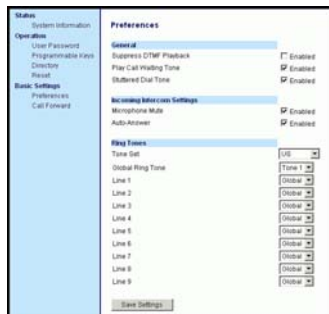 Status
System Information
Operation
User Password
Programmable Keys
Directory
Reset
Basic Settings
Preferences
Call Forward
Preferences
General
Suppress DTMF Playback Enabled
Play Call Waiting Tone Enabled
Stuttered Dial Tone Enabled
Incoming Intercom Settings
Microphone Mute Enabled
Auto-Answer Enabled
Ring Tones
Tone Set US
Global Ring Tone Tone 1
Line 1 Global
Line 2 Global
Line 3 Global
Line 4 Global
Line 5 Global
Line 6 Global
Line 7 Global
Line 8 Global
Line 9 Global
Save Settings